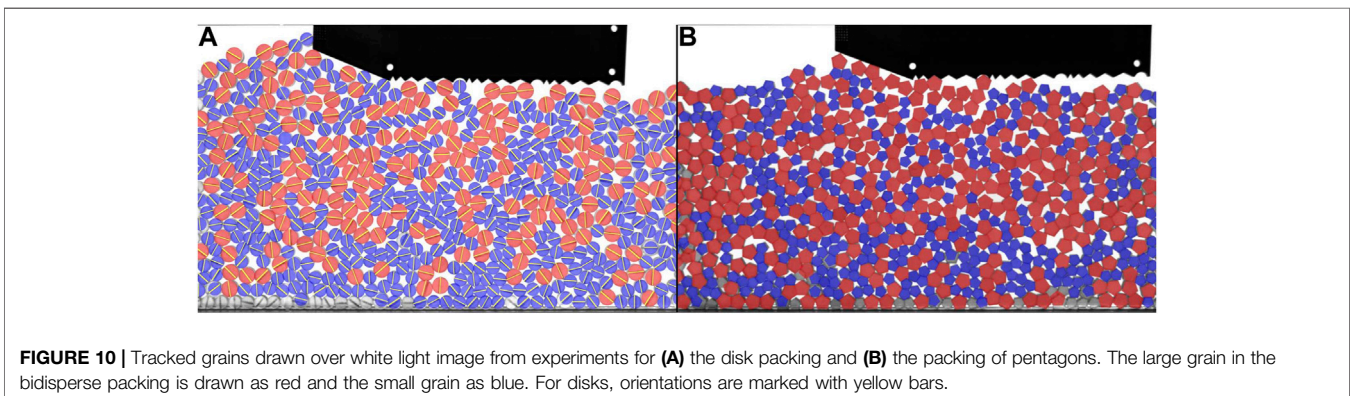 A
B
FIGURE 10 | Tracked grains drawn over white light image from experiments for (A) the disk packing and (B) the packing of pentagons. The large grain in the
bidisperse packing is drawn as red and the small grain as blue. For disks, orientations are marked with yellow bars.